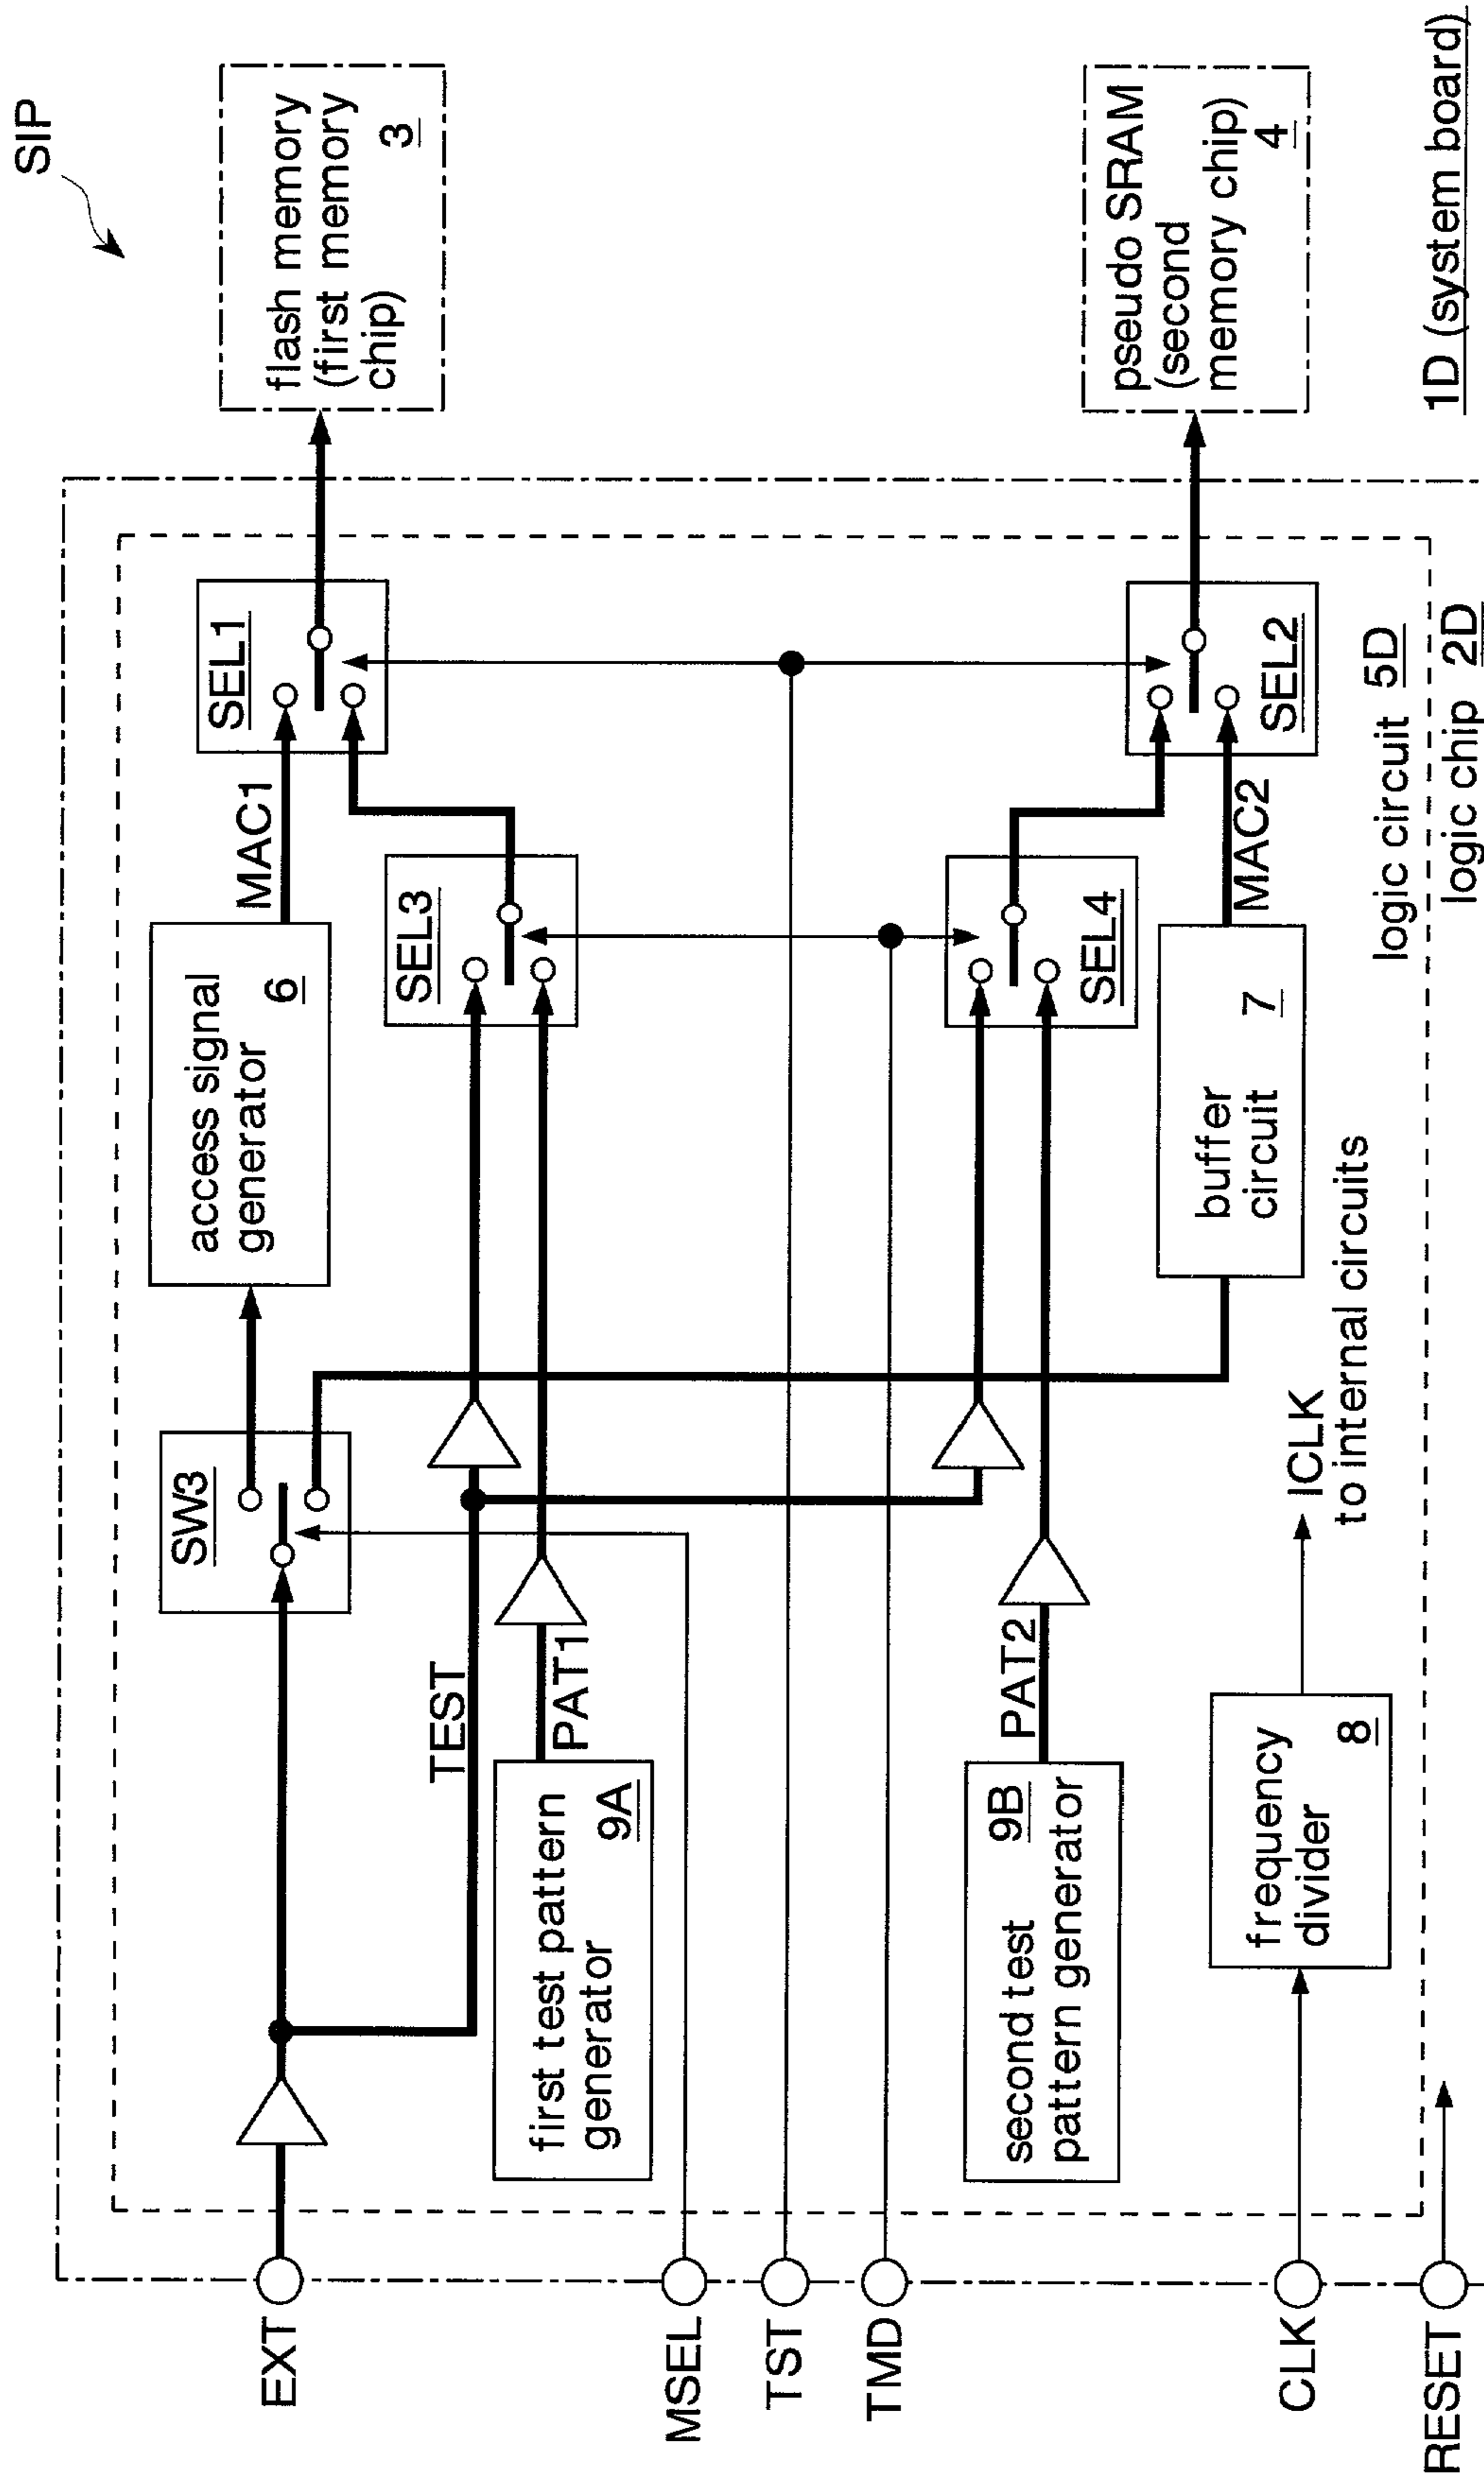 SIP
flash memory
(first memory
chip)
3
pseudo SRAM
(second
memory chip)
4
1D (system board)
SEL1
SEL2
MAC1
MAC2
SEL3
SEL4
logic circuit 5D
logic chip 2D
access signal
generator
6
buffer
circuit
7
SW3
ICLK
to internal circuits
TEST
PAT1
PAT2
first test pattern
generator
9A
second test
pattern generator
9B
frequency
divider
8
EXT
MSEL
TST
TMD
CLK
RESET